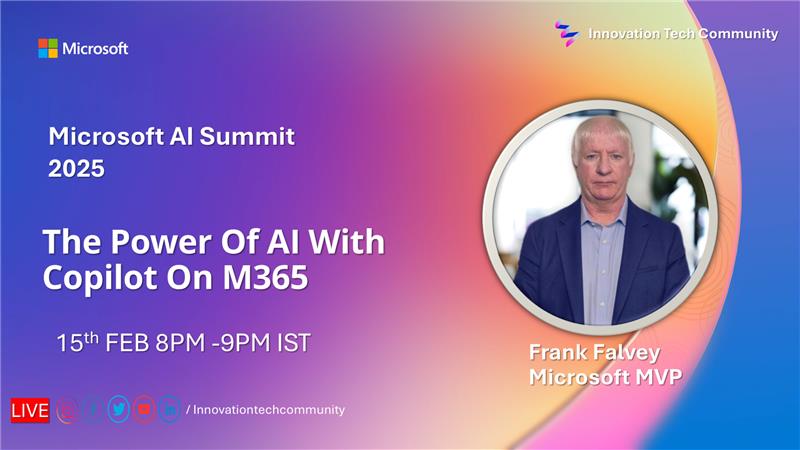 Microsoft
Innovation Tech Community
Microsoft AI Summit
2025
The Power Of AI With
Copilot On M365
15th FEB 8PM -9PM IST
Frank Falvey
Microsoft MVP
LIVE
/ Innovationtechcommunity